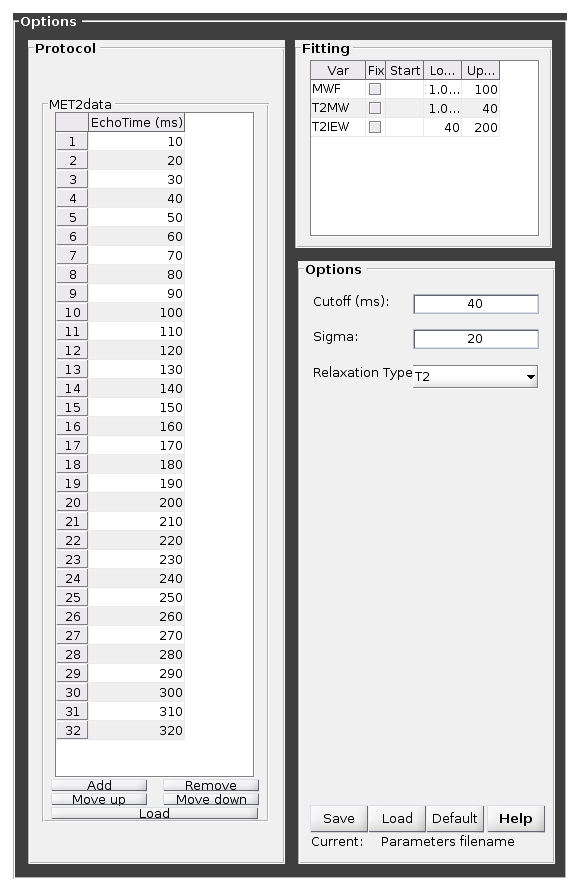 Options
Protocol
MET2data
EchoTime (ms)
1 10
2 20
3 30
4 40
5 50
6 60
7 70
8 80
9 90
10 100
11 110
12 120
13 130
14 140
15 150
16 160
17 170
18 180
19 190
20 200
21 210
22 220
23 230
24 240
25 250
26 260
27 270
28 280
29 290
30 300
31 310
32 320
Add Remove
Move up Move down
Load
Fitting
Var Fix Start Lo... Up...
MWF 1.0... 100
T2MW 1.0... 40
T2IEW 40 200
Options
Cutoff (ms): 40
Sigma: 20
Relaxation Type T2
Save Load Default Help
Current: Parameters filename